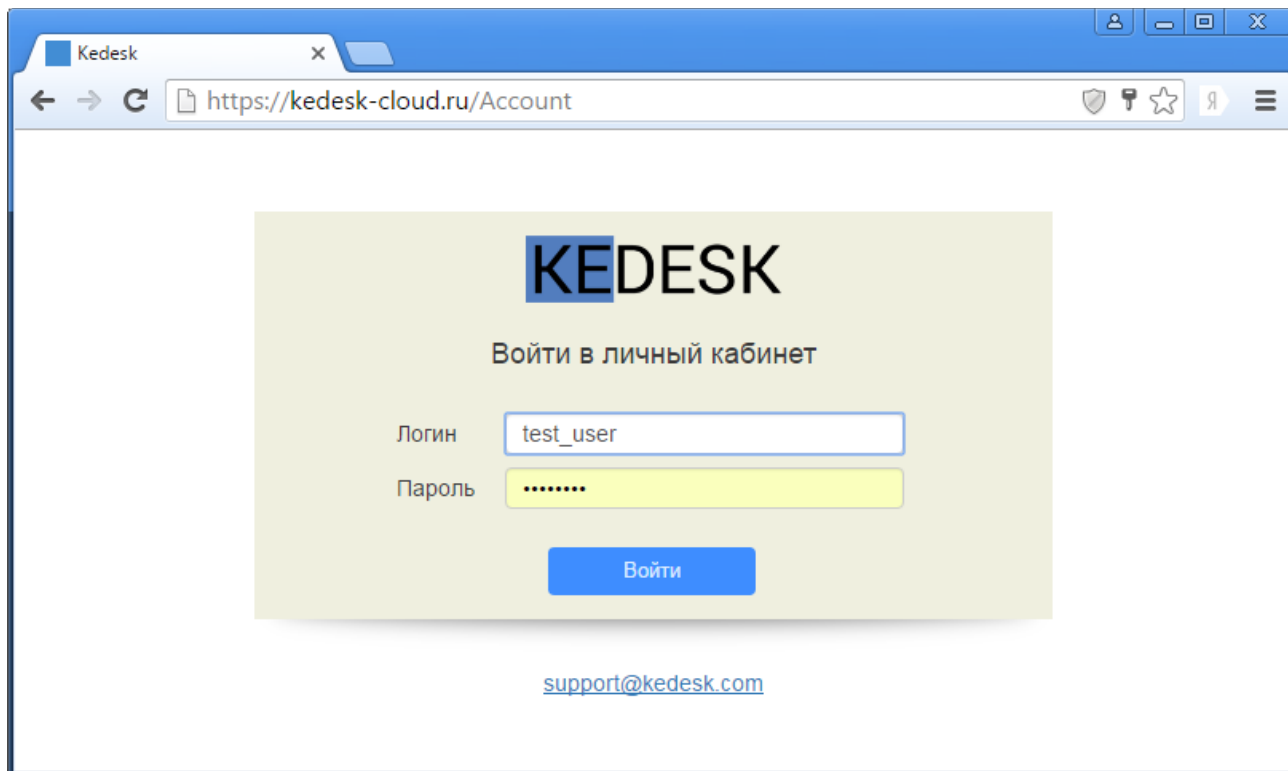 Kedesk
https://kedesk-cloud.ru/Account
Я
KEDESK
Войти в личный кабинет
Логин test_user
Пароль ••••••••
Войти
support@kedesk.com